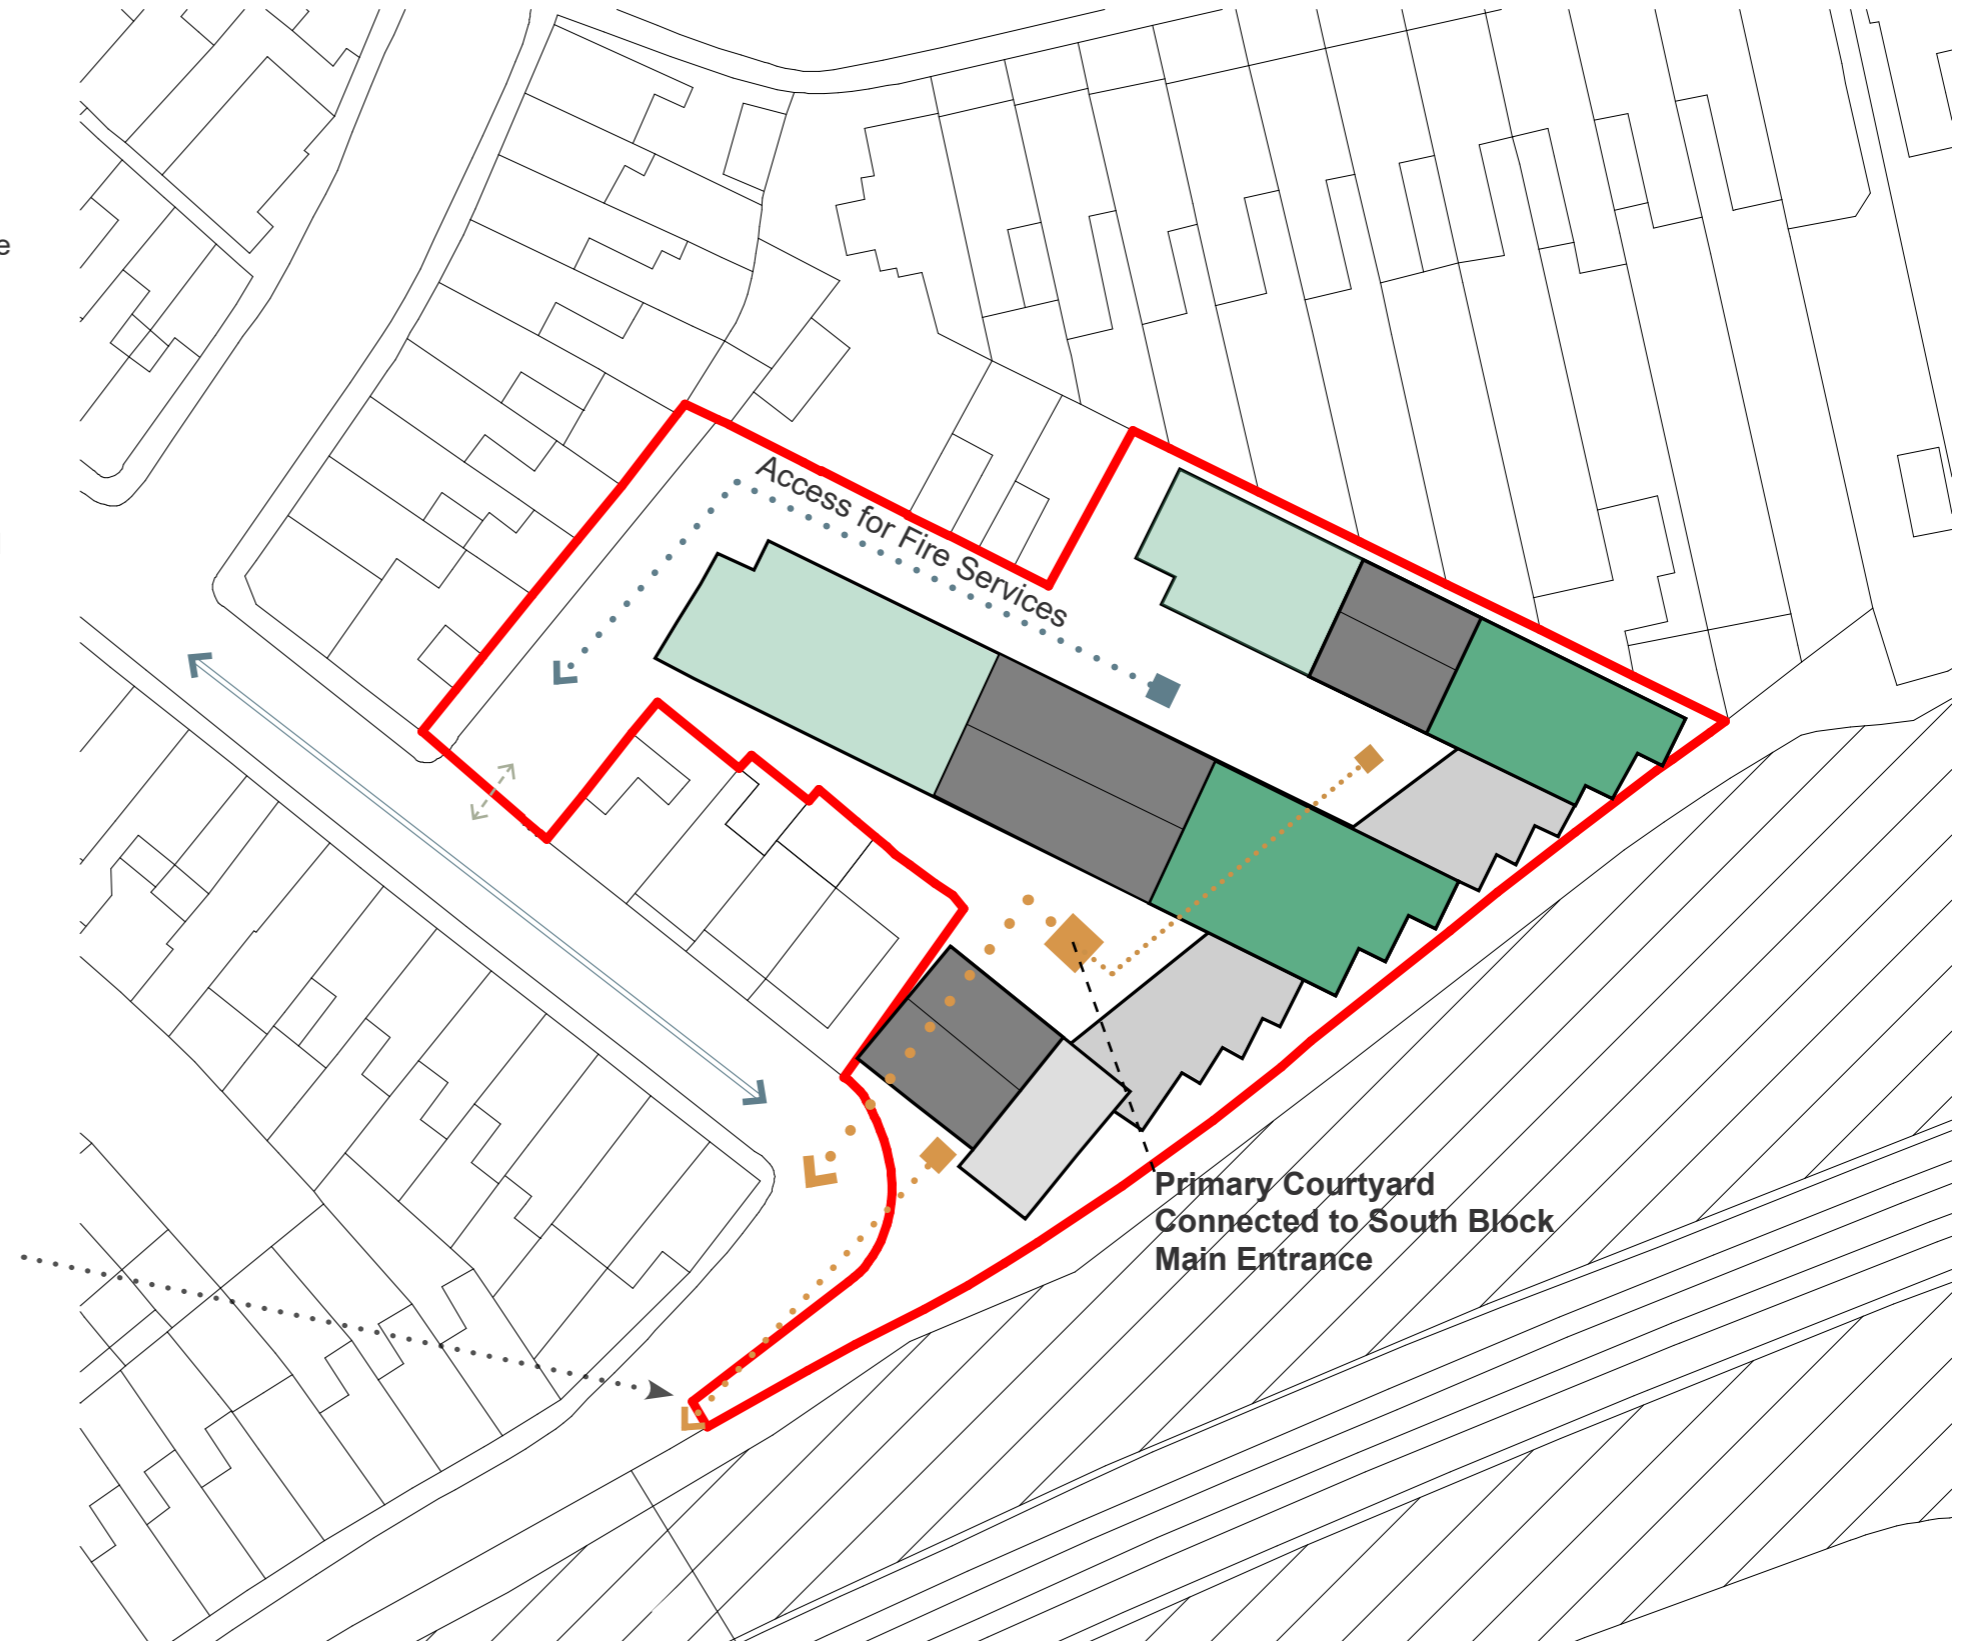 e
Access for Fire Services
Primary Courtyard
Connected to South Block
Main Entrance